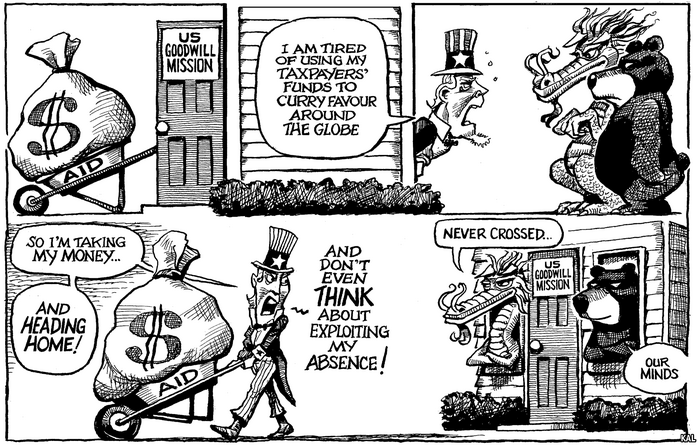 US
GOODWILL
MISSION
$
AID
I AM TIRED
OF USING MY
TAXPAYERS'
FUNDS TO
CURRY FAVOUR
AROUND
THE GLOBE
SO I'M TAKING
MY MONEY...
AND
HEADING
HOME!
$
AID
AND
DON'T
EVEN
THINK
ABOUT
EXPLOITING
MY
ABSENCE!
NEVER CROSSED...
US
GOODWILL
MISSION
OUR
MINDS
KAL